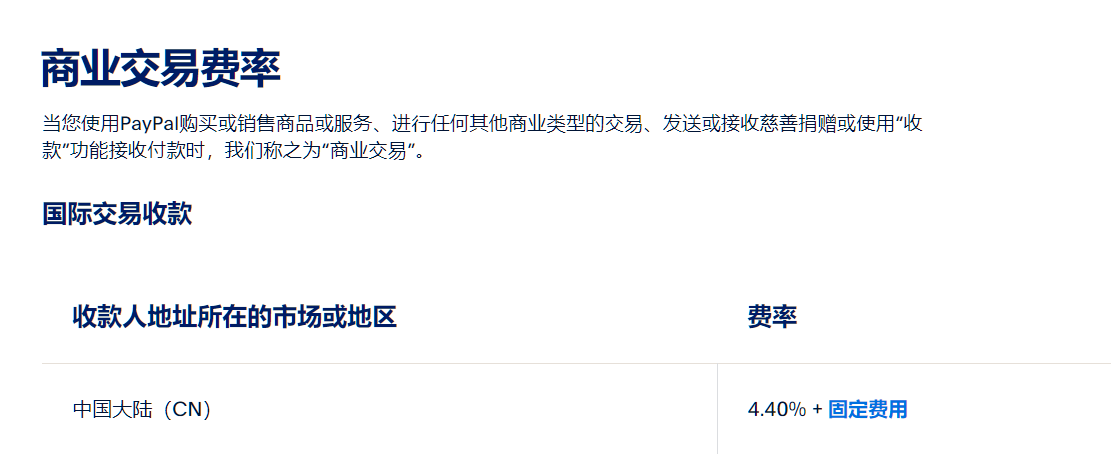 商业交易费率
当您使用PayPal购买或销售商品或服务、进行任何其他商业类型的交易、发送或接收慈善捐赠或使用“收
款”功能接收付款时，我们称之为“商业交易”。
国际交易收款
收款人地址所在的市场或地区
费率
中国大陆（CN）
4.40% + 固定费用